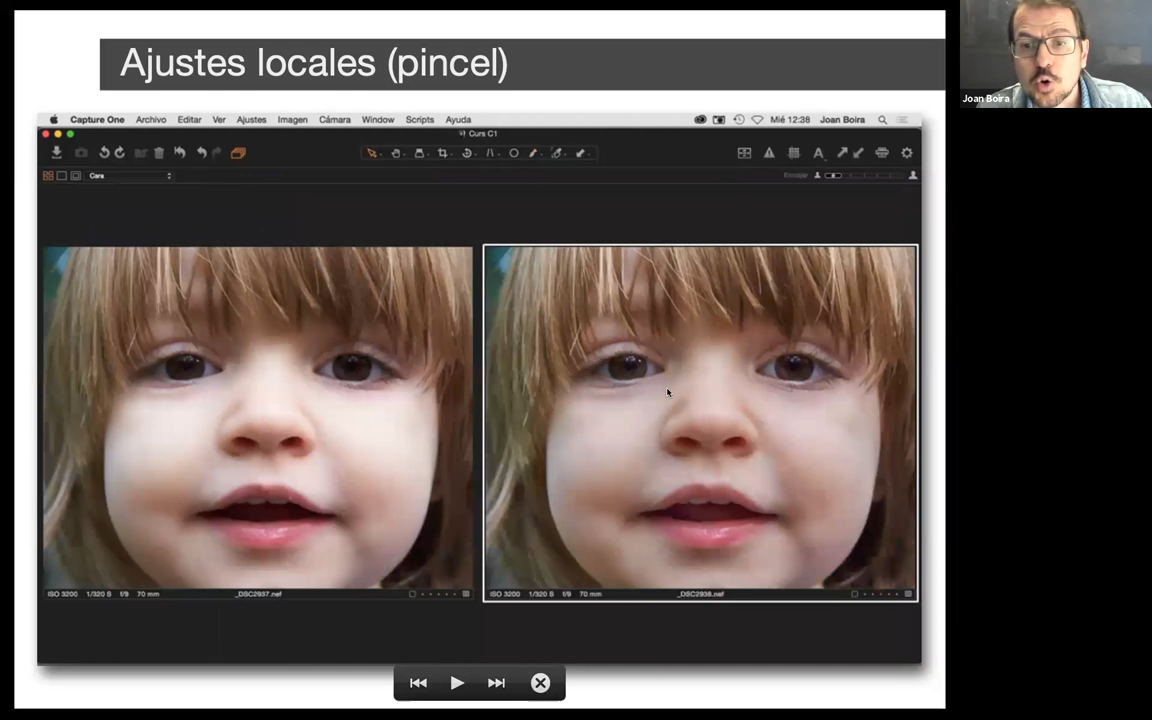 Ajustes locales (pincel)
Joan Boira
Capture One Archivo Editar Ver Ajustes Imagen Cámara Window Scripts Ayuda Mié 12:38 Joan Boira
Curs C1
Cara
Encajar
ISO 3200 1/320 S f/9 70 mm _DSC2937.nef
ISO 3200 1/320 S f/9 70 mm _DSC2938.nef